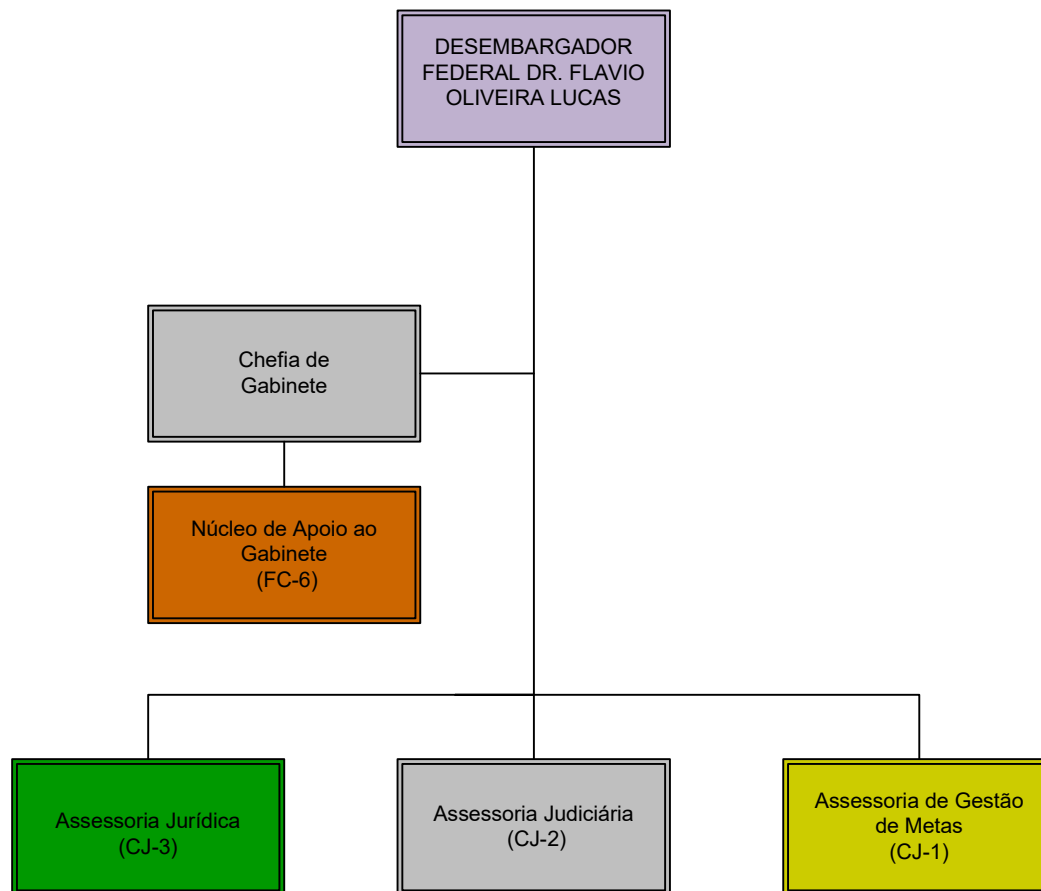 DESEMBARGADOR
FEDERAL DR. FLAVIO
OLIVEIRA LUCAS
Chefia de
Gabinete
Núcleo de Apoio ao
Gabinete
(FC-6)
Assessoria Jurídica
(CJ-3)
Assessoria Judiciária
(CJ-2)
Assessoria de Gestão
de Metas
(CJ-1)